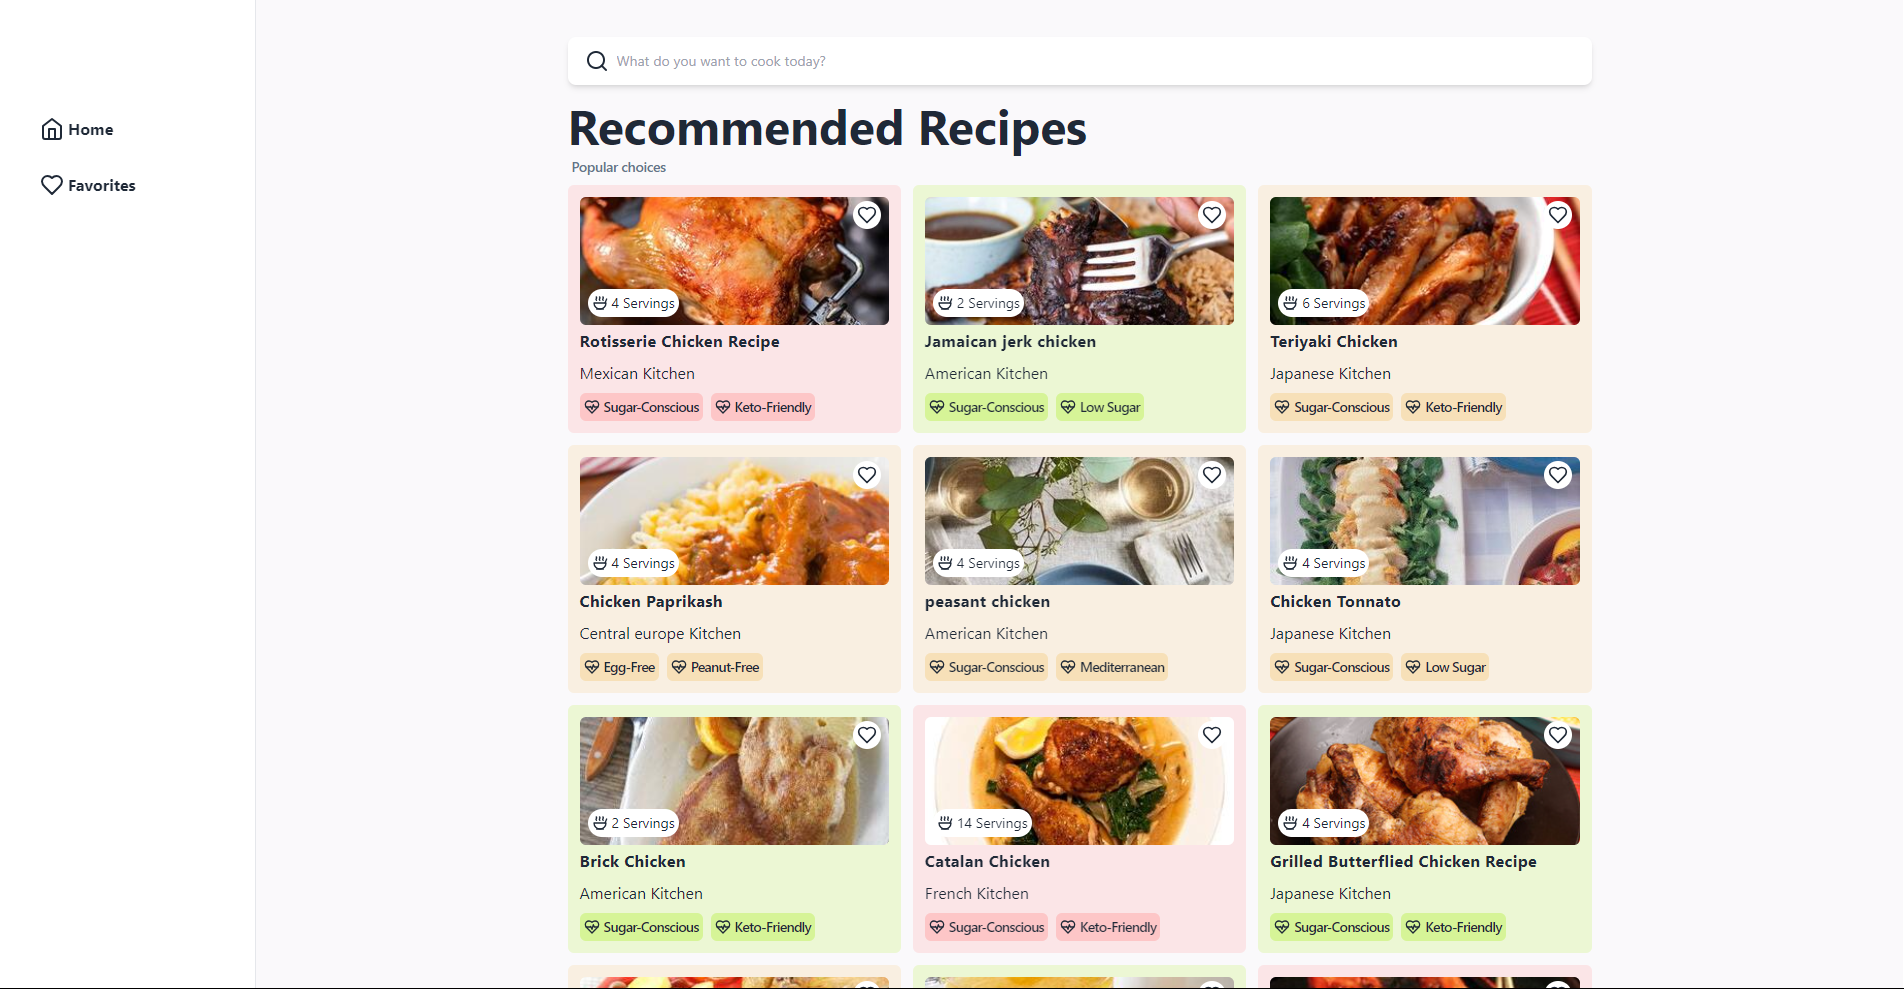 What do you want to cook today?
Home
Favorites
Recommended Recipes
Popular choices
4 Servings
Rotisserie Chicken Recipe
Mexican Kitchen
Sugar-Conscious
Keto-Friendly
2 Servings
Jamaican jerk chicken
American Kitchen
Sugar-Conscious
Low Sugar
6 Servings
Teriyaki Chicken
Japanese Kitchen
Sugar-Conscious
Keto-Friendly
4 Servings
Chicken Paprikash
Central europe Kitchen
Egg-Free
Peanut-Free
4 Servings
peasant chicken
American Kitchen
Sugar-Conscious
Mediterranean
4 Servings
Chicken Tonnato
Japanese Kitchen
Sugar-Conscious
Low Sugar
2 Servings
Brick Chicken
American Kitchen
Sugar-Conscious
Keto-Friendly
14 Servings
Catalan Chicken
French Kitchen
Sugar-Conscious
Keto-Friendly
4 Servings
Grilled Butterflied Chicken Recipe
Japanese Kitchen
Sugar-Conscious
Keto-Friendly